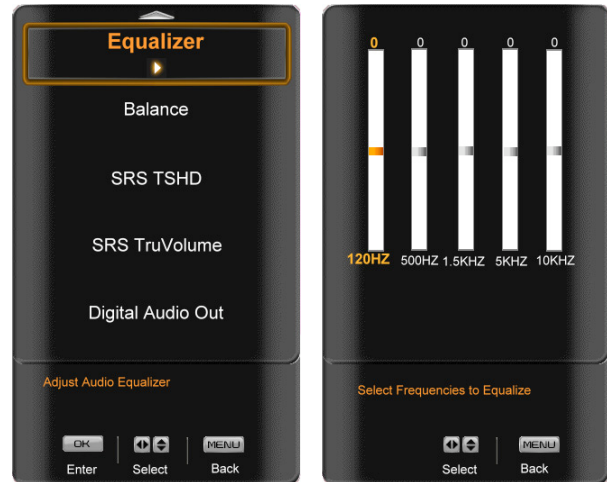 Equalizer
Balance
SRS TSHD
SRS TruVolume
Digital Audio Out
Adjust Audio Equalizer
OK MENU
Enter Select Back
0 0 0 0 0
120HZ 500HZ 1.5KHZ 5KHZ 10KHZ
Select Frequencies to Equalize
MENU
Select Back